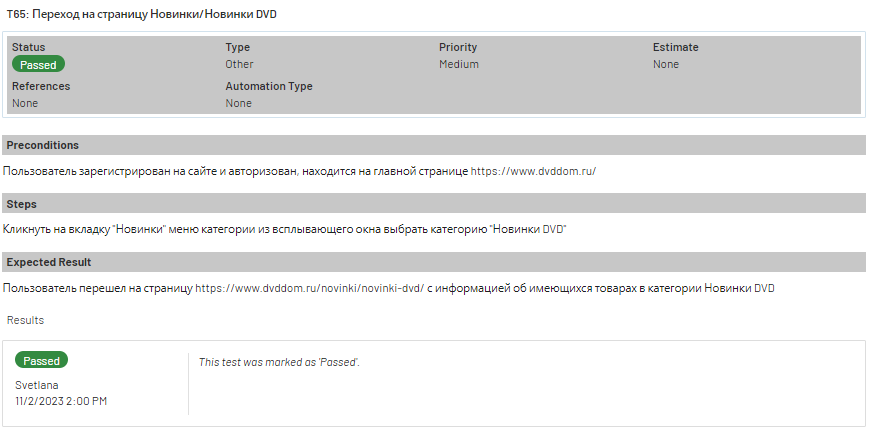 T65: Переход на страницу Новинки/Новинки DVD
Status Type Priority Estimate
Passed Other Medium None
References Automation Type
None None
Preconditions
Пользователь зарегистрирован на сайте и авторизован, находится на главной странице https://www.dvddom.ru/
Steps
Кликнуть на вкладку "Новинки" меню категории из всплывающего окна выбрать категорию "Новинки DVD"
Expected Result
Пользователь перешел на страницу https://www.dvddom.ru/novinki/novinki-dvd/ с информацией об имеющихся товарах в категории Новинки DVD
Results
Passed This test was marked as 'Passed'.
Svetlana
11/2/2023 2:00 PM